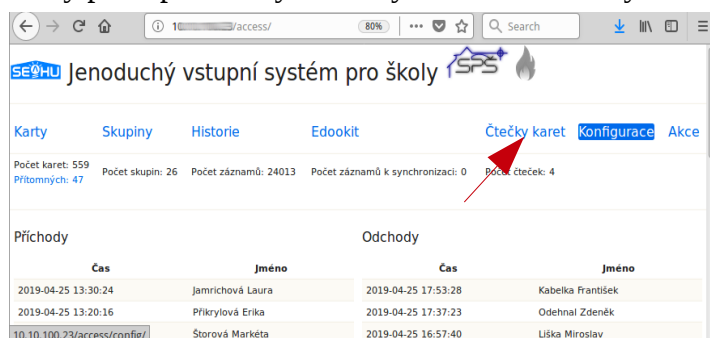 10 /access/ 80% Search
SEOHU Jenoduchý vstupní systém pro školy SPS
Karty Skupiny Historie Edookit Čtečky karet Konfigurace Akce
Počet karet: 559 Počet skupin: 26 Počet záznamů: 24013 Počet záznamů k synchronizaci: 0 Počet čteček: 4
Přítomných: 47
Příchody Odchody
Čas Jméno Čas Jméno
2019-04-25 13:30:24 Jamrichová Laura 2019-04-25 17:53:28 Kabelka František
2019-04-25 13:20:16 Přikrylová Erika 2019-04-25 17:37:23 Odehnal Zdeněk
10.10.100.23/access/config/ Štorová Markéta 2019-04-25 16:57:40 Liška Miroslav